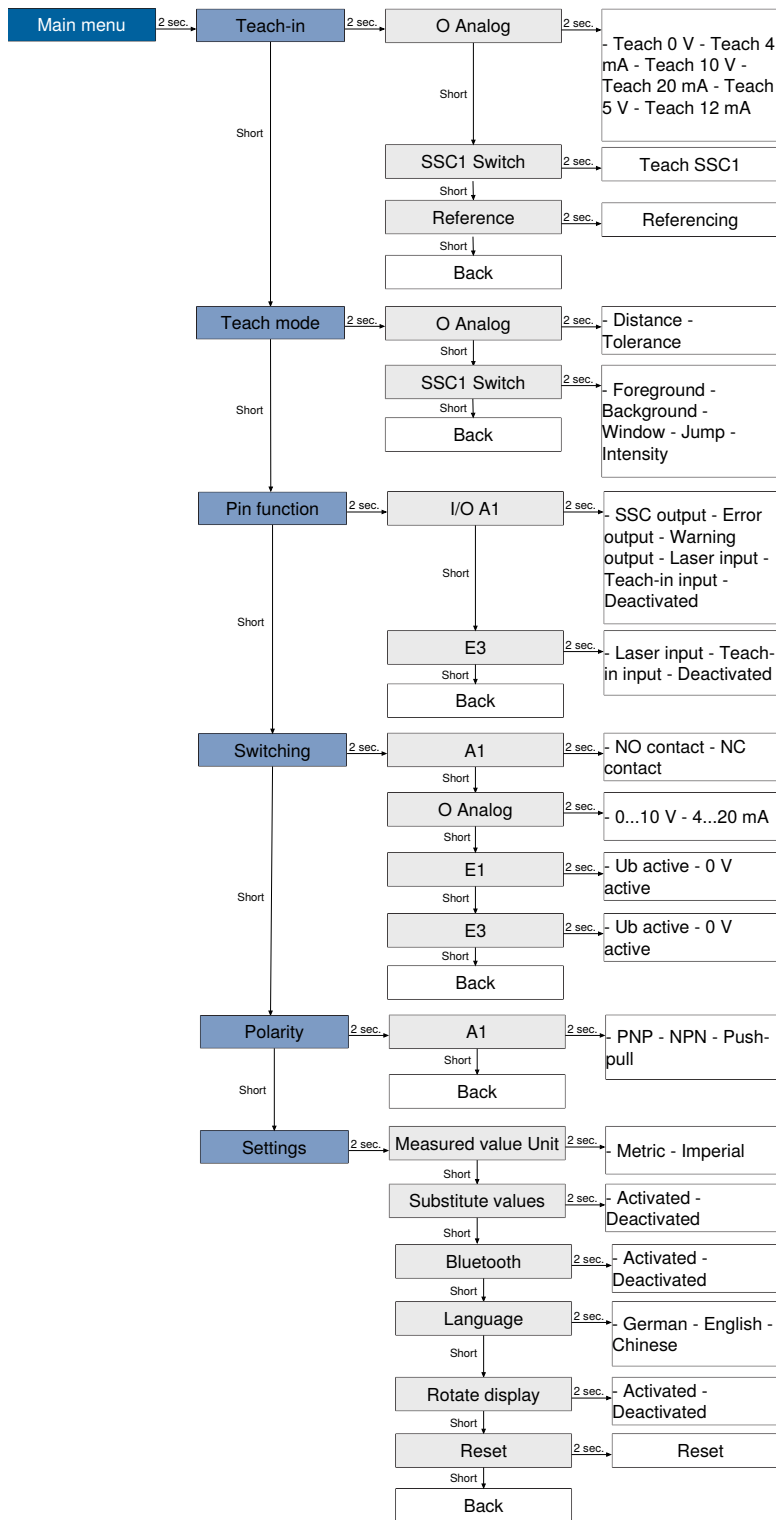 Main menu
2 sec.
Teach-in
2 sec.
O Analog
2 sec.
- Teach 0 V - Teach 4
mA - Teach 10 V -
Teach 20 mA - Teach
5 V - Teach 12 mA
Short
Short
SSC1 Switch
2 sec.
Teach SSC1
Short
Reference
2 sec.
Referencing
Short
Back
Teach mode
2 sec.
O Analog
2 sec.
- Distance -
Tolerance
Short
SSC1 Switch
2 sec.
- Foreground -
Background -
Window - Jump -
Intensity
Short
Back
Short
Pin function
2 sec.
I/O A1
2 sec.
- SSC output - Error
output - Warning
output - Laser input -
Teach-in input -
Deactivated
Short
Short
E3
2 sec.
- Laser input - Teach-
in input - Deactivated
Short
Back
Switching
2 sec.
A1
2 sec.
- NO contact - NC
contact
Short
O Analog
2 sec.
- 0...10 V - 4...20 mA
Short
E1
2 sec.
- Ub active - 0 V
active
Short
Short
E3
2 sec.
- Ub active - 0 V
active
Short
Back
Polarity
2 sec.
A1
2 sec.
- PNP - NPN - Push-
pull
Short
Back
Short
Settings
2 sec.
Measured value Unit
2 sec.
- Metric - Imperial
Short
Substitute values
2 sec.
- Activated -
Deactivated
Short
Bluetooth
2 sec.
- Activated -
Deactivated
Short
Language
2 sec.
- German - English -
Chinese
Short
Rotate display
2 sec.
- Activated -
Deactivated
Short
Reset
2 sec.
Reset
Short
Back